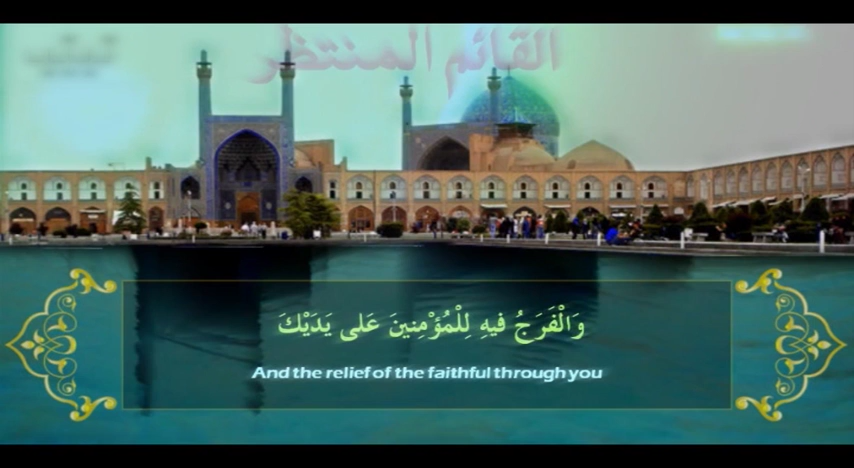 القائم المنتظر
وَالْفَرَجُ فيهِ لِلْمُؤْمِنينَ عَلى يَدَيْكَ
And the relief of the faithful through you